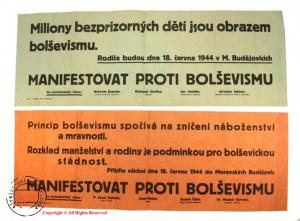 Miliony bezprizorných dětí jsou obrazem
bolševismu.
Rodiče budou dne 18. června 1944 v M. Budějovicích
MANIFESTOVAT PROTI BOLŠEVISMU
Princip bolševismu spočívá na zničení náboženství
a mravnosti.
Rozklad manželství a rodiny je podmínkou pro bolševickou
stádnost.
Přijďte všichni dne 18. června 1944 do Moravských Budějovic
MANIFESTOVAT PROTI BOLŠEVISMU
Copyright © All Rights Reserved